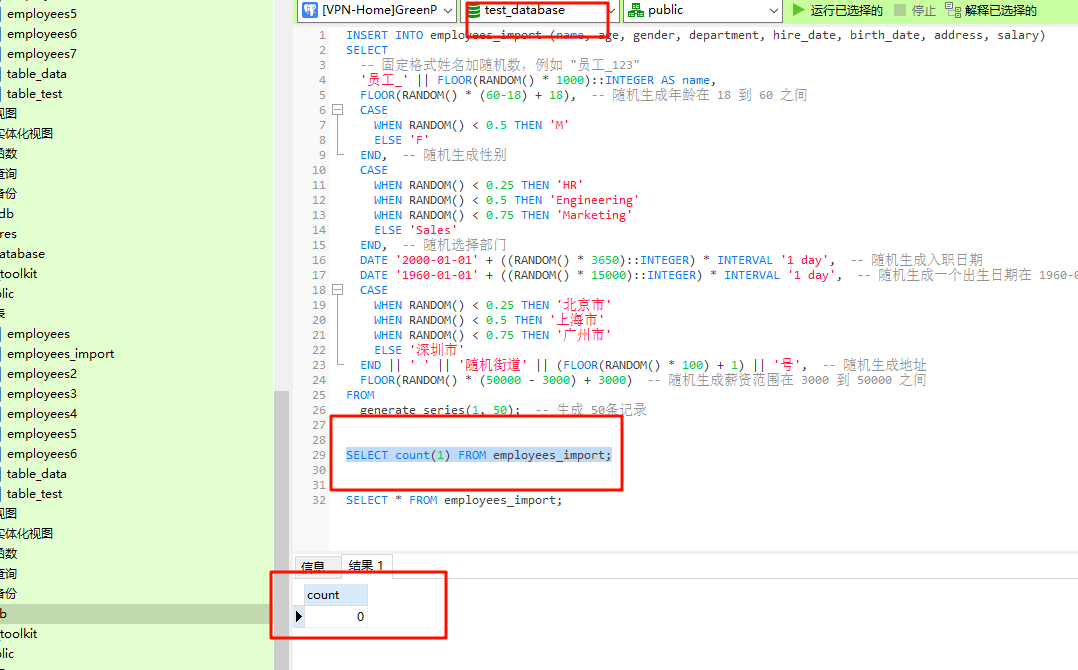 employees5
employees6
employees7
table_data
table_test
视图
实体化视图
函数
查询
备份
db
res
atabase
toolkit
lic
表
employees
employees_import
employees2
employees3
employees4
employees5
employees6
table_data
table_test
视图
实体化视图
函数
查询
备份
b
toolkit
lic
[VPN-Home]GreenP test_database public 运行已选择的 停止 解释已选择的
1 INSERT INTO employees_import (name, age, gender, department, hire_date, birth_date, address, salary)
2 SELECT
3 -- 固定格式姓名加随机数，例如 "员工_123"
4 '员工_' || FLOOR(RANDOM() * 1000)::INTEGER AS name,
5 FLOOR(RANDOM() * (60-18) + 18), -- 随机生成年龄在 18 到 60 之间
6 CASE
7 WHEN RANDOM() < 0.5 THEN 'M'
8 ELSE 'F'
9 END, -- 随机生成性别
10 CASE
11 WHEN RANDOM() < 0.25 THEN 'HR'
12 WHEN RANDOM() < 0.5 THEN 'Engineering'
13 WHEN RANDOM() < 0.75 THEN 'Marketing'
14 ELSE 'Sales'
15 END, -- 随机选择部门
16 DATE '2000-01-01' + ((RANDOM() * 3650)::INTEGER) * INTERVAL '1 day', -- 随机生成入职日期
17 DATE '1960-01-01' + ((RANDOM() * 15000)::INTEGER) * INTERVAL '1 day', -- 随机生成一个出生日期在 1960-0
18 CASE
19 WHEN RANDOM() < 0.25 THEN '北京市'
20 WHEN RANDOM() < 0.5 THEN '上海市'
21 WHEN RANDOM() < 0.75 THEN '广州市'
22 ELSE '深圳市'
23 END || ' ' || '随机街道' || (FLOOR(RANDOM() * 100) + 1) || '号', -- 随机生成地址
24 FLOOR(RANDOM() * (50000 - 3000) + 3000) -- 随机生成薪资范围在 3000 到 50000 之间
25 FROM
26 generate_series(1, 50); -- 生成 50条记录
27
28
29 SELECT count(1) FROM employees_import;
30
31
32 SELECT * FROM employees_import;
信息 结果 1
count
0